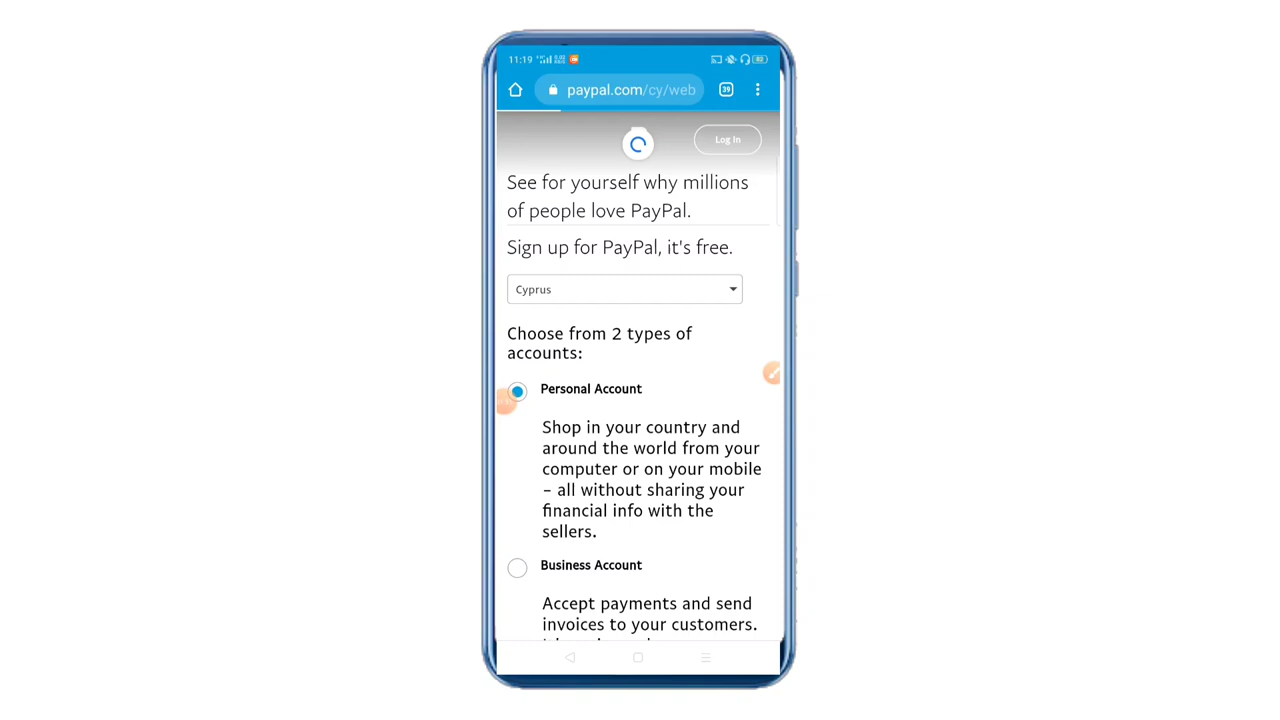 11:19
paypal.com/cy/web
39
Log In
See for yourself why millions
of people love PayPal.
Sign up for PayPal, it's free.
Cyprus
Choose from 2 types of
accounts:
Personal Account
Shop in your country and
around the world from your
computer or on your mobile
– all without sharing your
financial info with the
sellers.
Business Account
Accept payments and send
invoices to your customers.